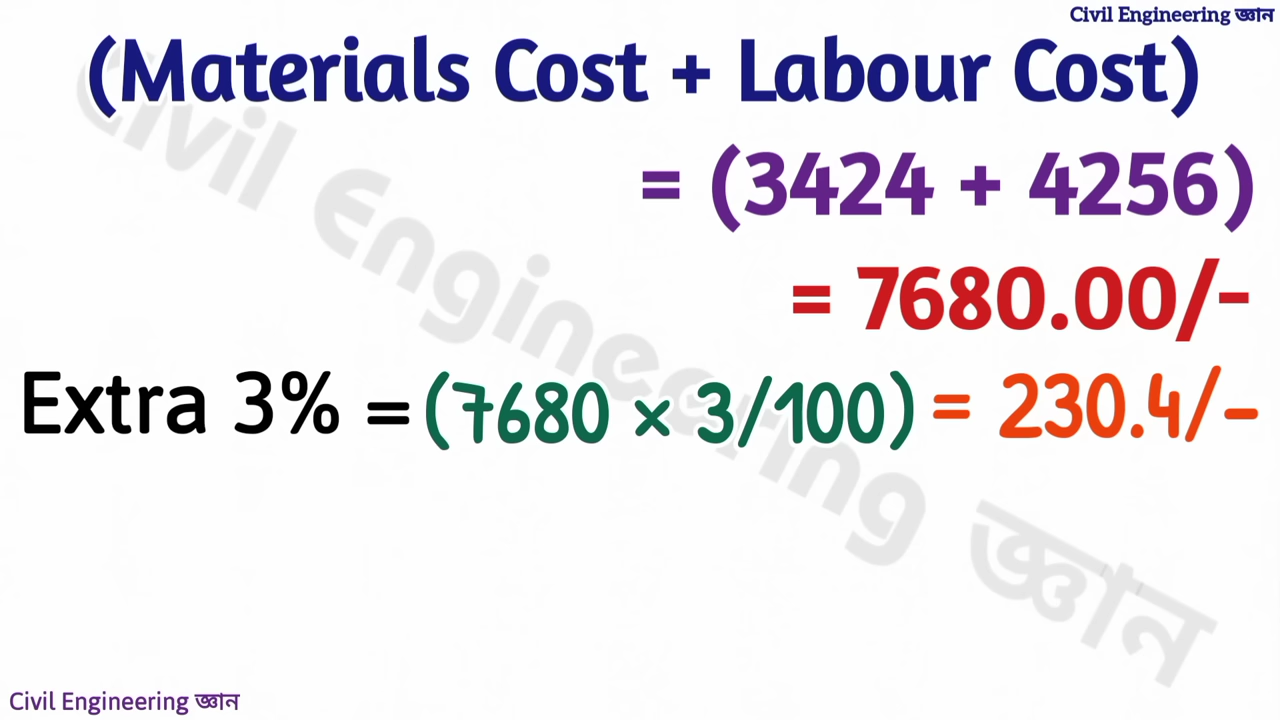 Civil Engineering জ্ঞান
(Materials Cost + Labour Cost)
= (3424 + 4256)
= 7680.00/-
Extra 3% = (7680 × 3/100) = 230.4/-
Civil Engineering জ্ঞান
Civil Engineering জ্ঞান